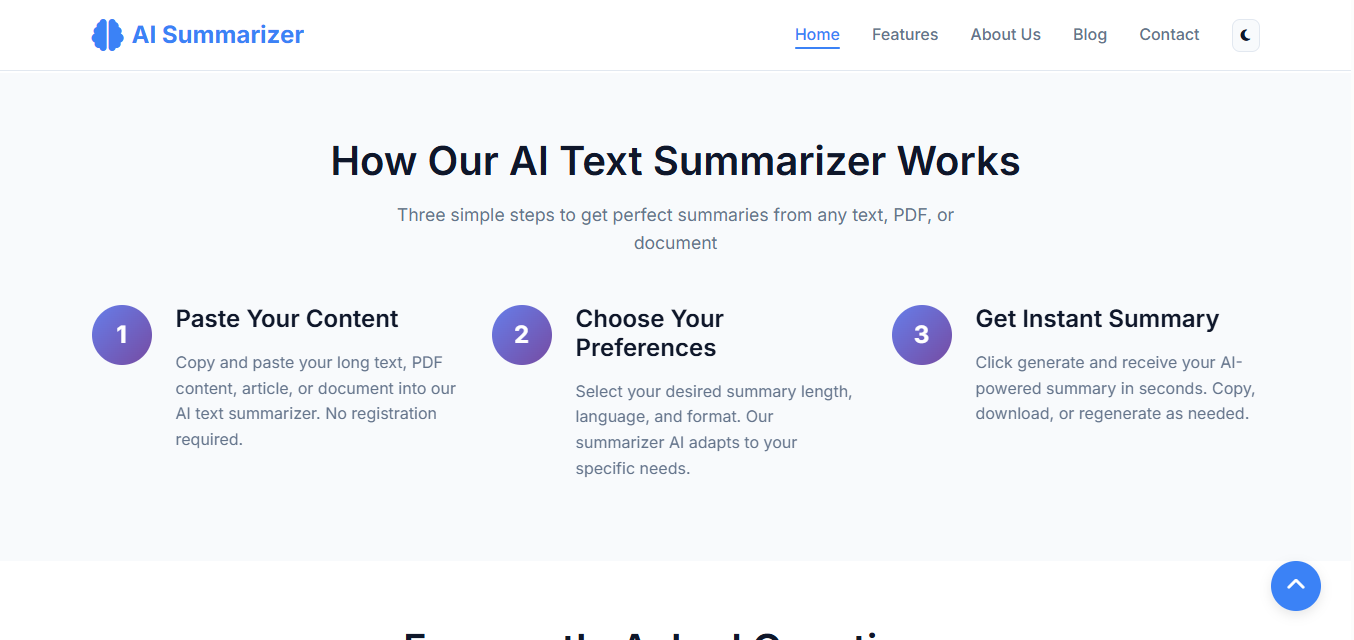 AI Summarizer
Home
Features
About Us
Blog
Contact
How Our AI Text Summarizer Works
Three simple steps to get perfect summaries from any text, PDF, or
document
1
Paste Your Content
Copy and paste your long text, PDF
content, article, or document into our
AI text summarizer. No registration
required.
2
Choose Your
Preferences
Select your desired summary length,
language, and format. Our
summarizer AI adapts to your
specific needs.
3
Get Instant Summary
Click generate and receive your AI-
powered summary in seconds. Copy,
download, or regenerate as needed.